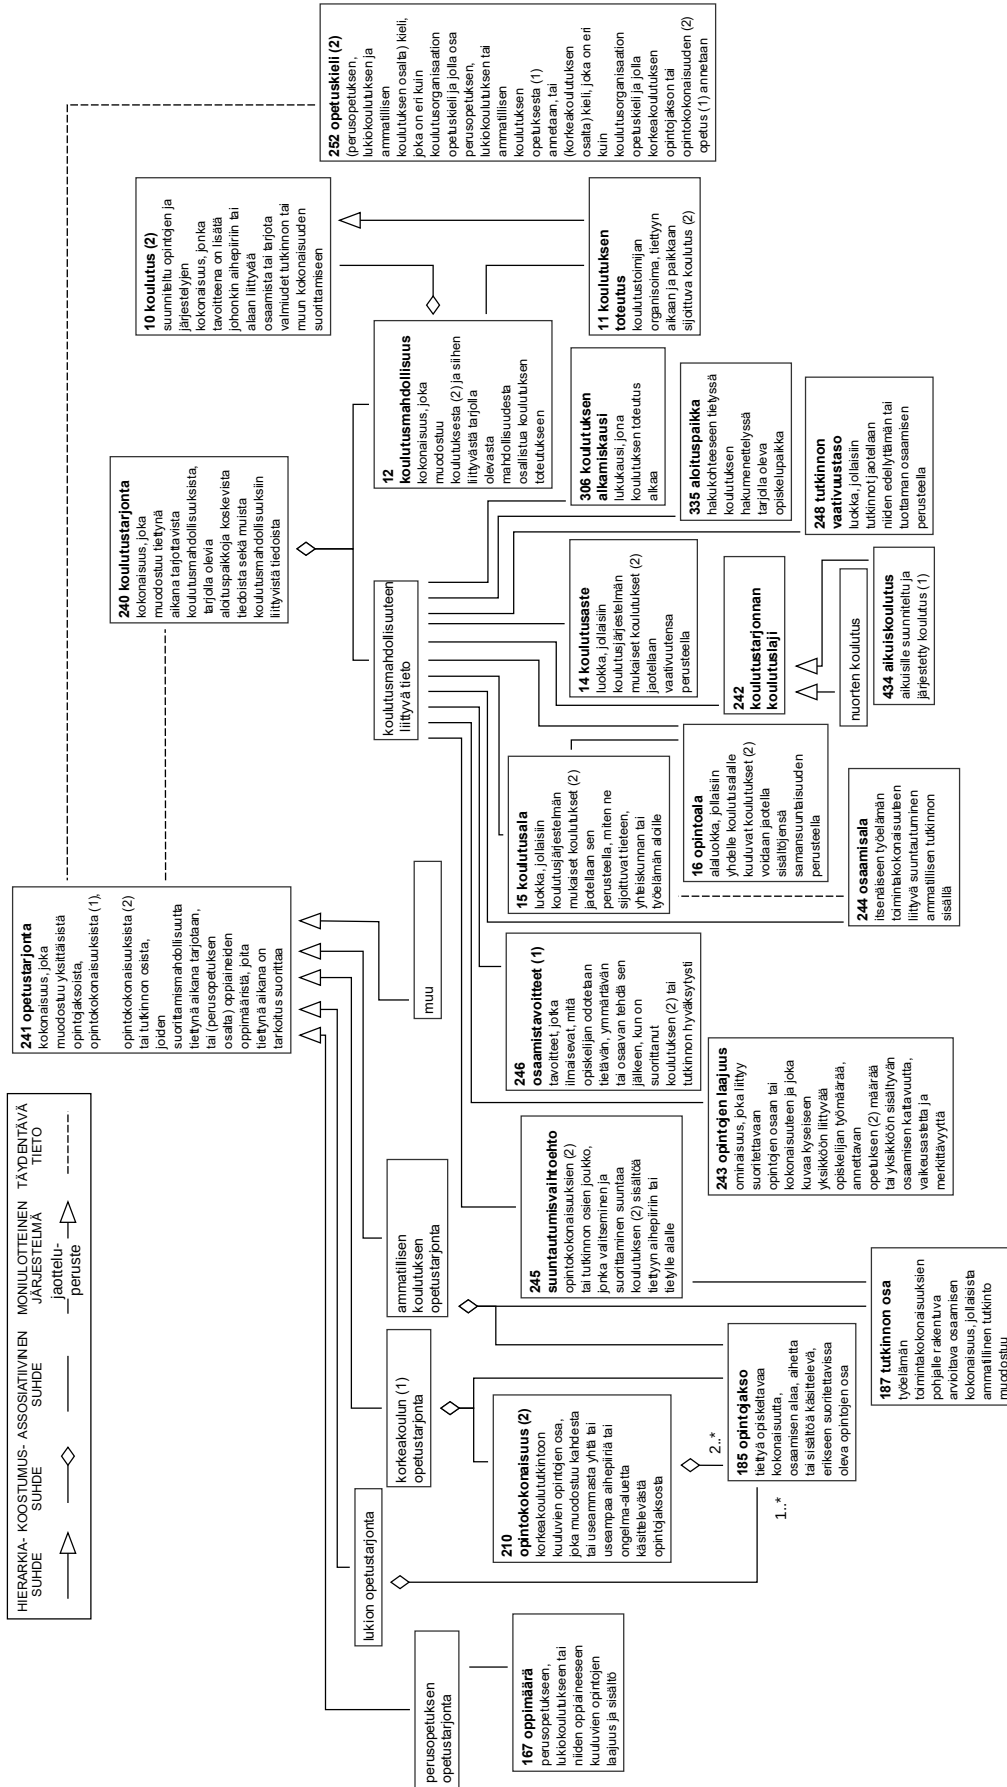 HIERARKIA-
SUHDE
KOOSTUMUS-
SUHDE
ASSOSIATIIVINEN
SUHDE
MONIULOTTEINEN
JÄRJESTELMÄ
jaottelu-
peruste
TÄYDENTÄVÄ
TIETO
241 opetustarjonta
kokonaisuus, joka
muodostuu yksittäisistä
opintojaksoista,
opintokokonaisuuksista (1),
opintokokonaisuuksista (2)
tai tutkinnon osista,
joiden
suorittamismahdollisuutta
tiettynä aikana tarjotaan,
tai (perusopetuksen
osalta) oppiaineiden
oppimääristä, joita
tiettynä aikana on
tarkoitus suorittaa
240 koulutustarjonta
kokonaisuus, joka
muodostuu tiettynä
aikana tarjottavista
koulutusmahdollisuuksista,
tarjolla olevia
aloituspaikkoja koskevista
tiedoista sekä muista
koulutusmahdollisuuksiin
liittyvistä tiedoista
10 koulutus (2)
suunniteltu opintojen ja
järjestelyjen
kokonaisuus, jonka
tavoitteena on lisätä
johonkin aihepiiriin tai
alaan liittyvää
osaamista tai tarjota
valmiudet tutkinnon tai
muun kokonaisuuden
suorittamiseen
252 opetuskieli (2)
(perusopetuksen,
lukiokoulutuksen ja
ammatillisen
koulutuksen osalta) kieli,
joka on eri kuin
koulutusorganisaation
opetuskieli ja jolla osa
perusopetuksen,
lukiokoulutuksen tai
ammatillisen
koulutuksen
opetuksesta (1)
annetaan, tai
(korkeakoulutuksen
osalta) kieli, joka on eri
kuin
koulutusorganisaation
opetuskieli ja jolla
korkeakoulutuksen
opintojakson tai
opintokokonaisuuden (2)
opetus (1) annetaan
perusopetuksen
opetustarjonta
lukion opetustarjonta
korkeakoulun (1)
opetustarjonta
ammatillisen
koulutuksen
opetustarjonta
muu
koulutusmahdollisuuteen
liittyvä tieto
12
koulutusmahdollisuus
kokonaisuus, joka
muodostuu
koulutuksesta (2) ja siihen
liittyvästä tarjolla
olevasta
mahdollisuudesta
osallistua koulutuksen
toteutukseen
11 koulutuksen
toteutus
koulutustoimijan
organisoima, tiettyyn
aikaan ja paikkaan
sijoittuva koulutus (2)
167 oppimäärä
perusopetukseen,
lukiokoulutukseen tai
niiden oppiaineeseen
kuuluvien opintojen
laajuus ja sisältö
210
opintokokonaisuus (2)
korkeakoulututkintoon
kuuluvien opintojen osa,
joka muodostuu kahdesta
tai useammasta yhtä tai
useampaa aihepiiriä tai
ongelma-aluetta
käsittelevästä
opintojaksosta
245
suuntautumisvaihtoehto
opintokokonaisuuksien (2)
tai tutkinnon osien joukko,
jonka valitseminen ja
suorittaminen suuntaa
koulutuksen (2) sisältöä
tiettyyn aihepiiriin tai
tietylle alalle
246
osaamistavoitteet (1)
tavoitteet, jotka
ilmaisevat, mitä
opiskelijan odotetaan
tietävän, ymmärtävän
tai osaavan tehdä sen
jälkeen, kun on
suorittanut
koulutuksen (2) tai
tutkinnon hyväksytysti
15 koulutusala
luokka, jollaisiin
koulutusjärjestelmän
mukaiset koulutukset (2)
jaotellaan sen
perusteella, miten ne
sijoittuvat tieteen,
yhteiskunnan tai
työelämän aloille
14 koulutusaste
luokka, jollaisiin
koulutusjärjestelmän
mukaiset koulutukset (2)
jaotellaan
vaativuutensa
perusteella
306 koulutuksen
alkamiskausi
lukukausi, jona
koulutuksen toteutus
alkaa
335 aloituspaikka
hakukohteeseen tietyssä
koulutuksen
hakumenettelyssä
tarjolla oleva
opiskelupaikka
248 tutkinnon
vaativuustaso
luokka, jollaisiin
tutkinnot jaotellaan
niiden edellyttämän tai
tuottaman osaamisen
perusteella
242
koulutustarjonnan
koulutuslaji
nuorten koulutus
434 aikuiskoulutus
aikuisille suunniteltu ja
järjestetty koulutus (1)
16 opintoala
alaluokka, jollaisiin
yhdelle koulutusalalle
kuuluvat koulutukset (2)
voidaan jaotella
sisältöjensä
samansuuntaisuuden
perusteella
244 osaamisala
itsenäiseen työelämän
toimintakokonaisuuteen
liittyvä suuntautuminen
ammatillisen tutkinnon
sisällä
243 opintojen laajuus
ominaisuus, joka liittyy
suoritettavaan
opintojen osaan tai
kokonaisuuteen ja joka
kuvaa kyseiseen
yksikköön liittyvää
opiskelijan työmäärää,
annettavan
opetuksen (2) määrää
tai yksikköön sisältyvän
osaamisen kattavuutta,
vaikeusastetta ja
merkittävyyttä
2..*
1..*
185 opintojakso
tiettyä opiskeltavaa
kokonaisuutta,
osaamisen alaa, aihetta
tai sisältöä käsittelevä,
erikseen suoritettavissa
oleva opintojen osa
187 tutkinnon osa
työelämän
toimintakokonaisuuksien
pohjalle rakentuva
arvioitava osaamisen
kokonaisuus, jollaisista
ammatillinen tutkinto
muodostuu